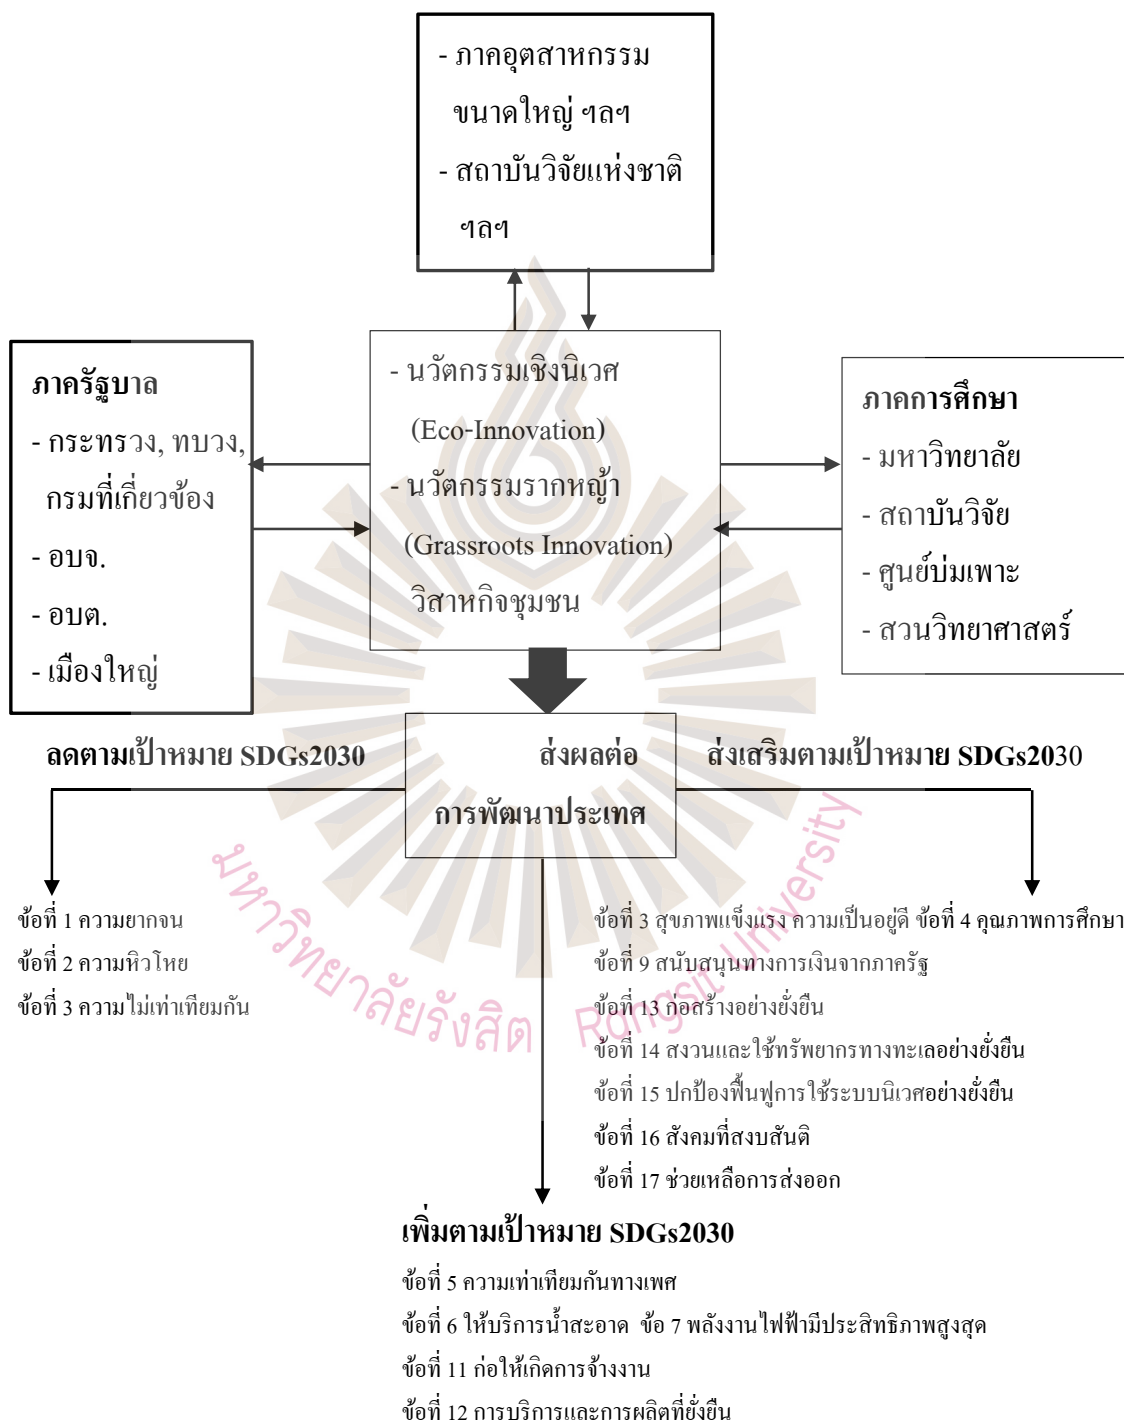 - ภาคอุตสาหกรรม
ขนาดใหญ่ ฯลฯ
- สถาบันวิจัยแห่งชาติ
ฯลฯ
ภาครัฐบาล
- กระทรวง, ทบวง,
กรมที่เกี่ยวข้อง
- อบจ.
- อบต.
- เมืองใหญ่
- นวัตกรรมเชิงนิเวศ
(Eco-Innovation)
- นวัตกรรมรากหญ้า
(Grassroots Innovation)
วิสาหกิจชุมชน
ภาคการศึกษา
- มหาวิทยาลัย
- สถาบันวิจัย
- ศูนย์บ่มเพาะ
- สวนวิทยาศาสตร์
ลดตามเป้าหมาย SDGs2030
ส่งผลต่อ
การพัฒนาประเทศ
ส่งเสริมตามเป้าหมาย SDGs2030
ข้อที่ 1 ความยากจน
ข้อที่ 2 ความหิวโหย
ข้อที่ 3 ความไม่เท่าเทียมกัน
ข้อที่ 3 สุขภาพแข็งแรง ความเป็นอยู่ดี ข้อที่ 4 คุณภาพการศึกษา
ข้อที่ 9 สนับสนุนทางการเงินจากภาครัฐ
ข้อที่ 13 ก่อสร้างอย่างยั่งยืน
ข้อที่ 14 สงวนและใช้ทรัพยากรทางทะเลอย่างยั่งยืน
ข้อที่ 15 ปกป้องฟื้นฟูการใช้ระบบนิเวศอย่างยั่งยืน
ข้อที่ 16 สังคมที่สงบสันติ
ข้อที่ 17 ช่วยเหลือการส่งออก
เพิ่มตามเป้าหมาย SDGs2030
ข้อที่ 5 ความเท่าเทียมกันทางเพศ
ข้อที่ 6 ให้บริการน้ำสะอาด ข้อ 7 พลังงานไฟฟ้ามีประสิทธิภาพสูงสุด
ข้อที่ 11 ก่อให้เกิดการจ้างงาน
ข้อที่ 12 การบริการและการผลิตที่ยั่งยืน
มหาวิทยาลัยรังสิต Rangsit University